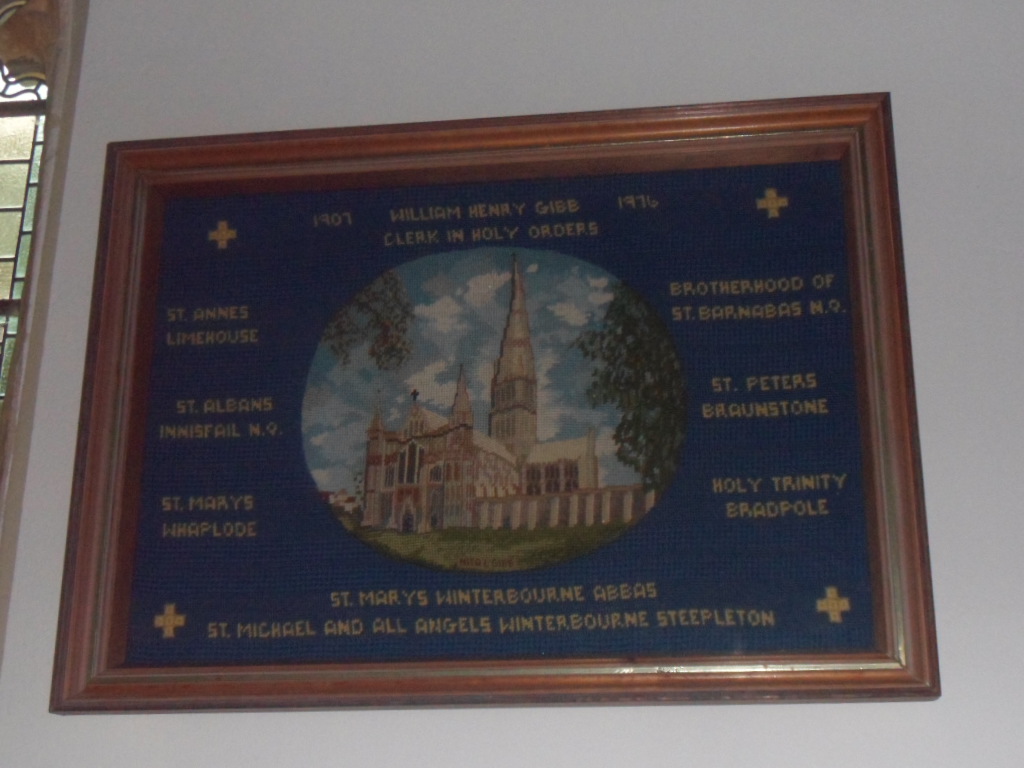 1907 WILLIAM HENRY GIBB 1976
CLERK IN HOLY ORDERS
ST. ANNES
LIMEHOUSE
BROTHERHOOD OF
ST. BARNABAS N.Q.
ST. ALBANS
INNISFAIL N.Q.
ST. PETERS
BRAUNSTONE
ST. MARYS
WHAPLODE
HOLY TRINITY
BRADPOLE
ST. MARYS WINTERBOURNE ABBAS
ST. MICHAEL AND ALL ANGELS WINTERBOURNE STEEPLETON